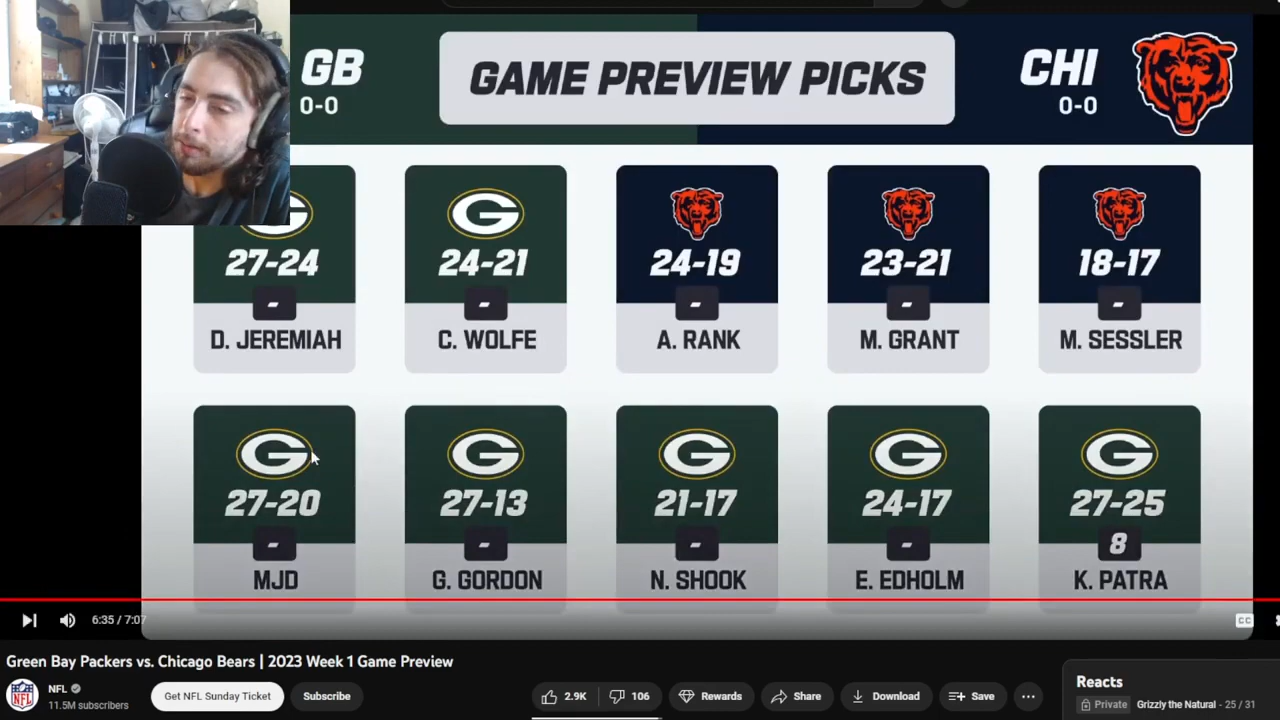 GB
0-0
GAME PREVIEW PICKS
CHI
0-0
G
27-24
-
D. JEREMIAH
G
24-21
-
C. WOLFE
24-19
-
A. RANK
23-21
-
M. GRANT
18-17
-
M. SESSLER
G
27-20
-
MJD
G
27-13
-
G. GORDON
G
21-17
-
N. SHOOK
G
24-17
-
E. EDHOLM
G
27-25
8
K. PATRA
6:35 / 7:07
CC
Green Bay Packers vs. Chicago Bears | 2023 Week 1 Game Preview
NFL
NFL
11.5M subscribers
Get NFL Sunday Ticket
Subscribe
2.9K
106
Rewards
Share
Download
Save
Reacts
Private Grizzly the Natural - 25 / 31